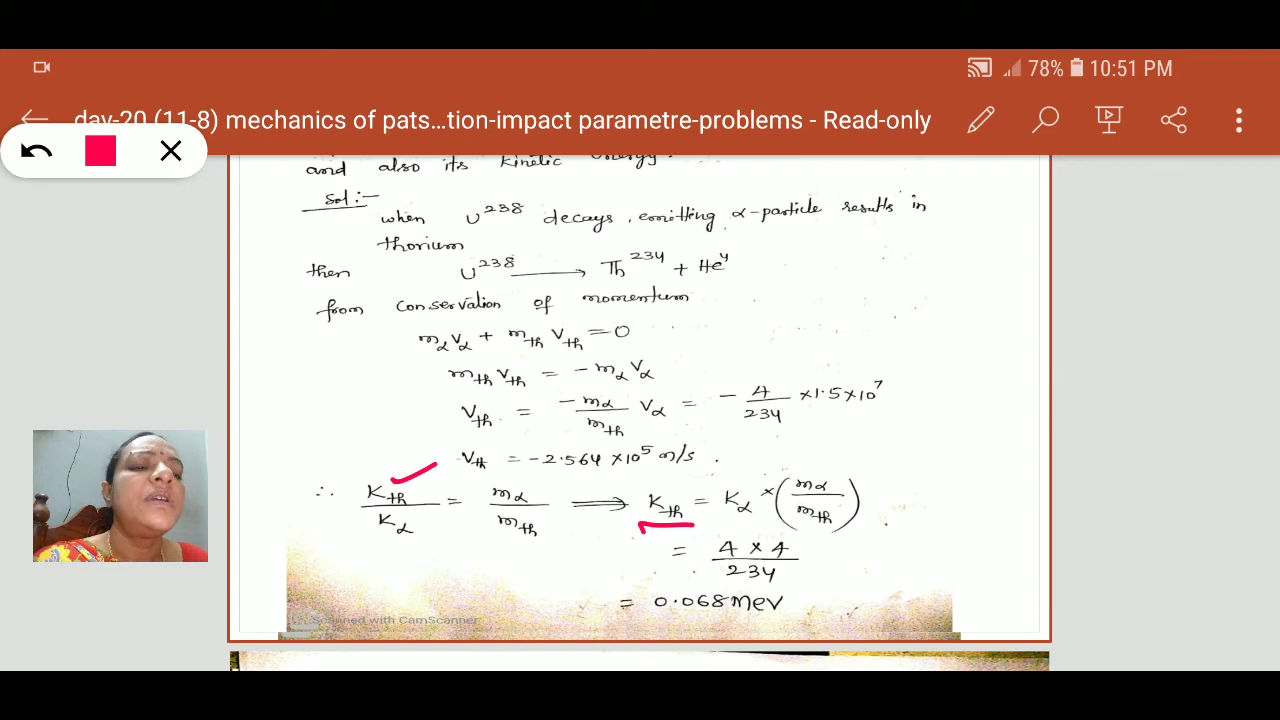 78% 10:51 PM
day-20 (11-8) mechanics of pats...tion-impact parametre-problems - Read-only
and also its kinetic energy.
Sol:-
when U²³⁸ decays, emitting α-particle results in
thorium
then U²³⁸ → Th²³⁴ + He⁴
from conservation of momentum
m_α v_α + m_th V_th = 0
m_th V_th = - m_α V_α
V_th = -m_α/m_th V_α = - 4/234 × 1.5 × 10⁷
V_th = -2.564 × 10⁵ m/s .
∴ K_th/K_α = m_α/m_th ⟹ K_th = K_α × (m_α/m_th)
= 4 × 4/234
= 0.068 MeV
Scanned with CamScanner